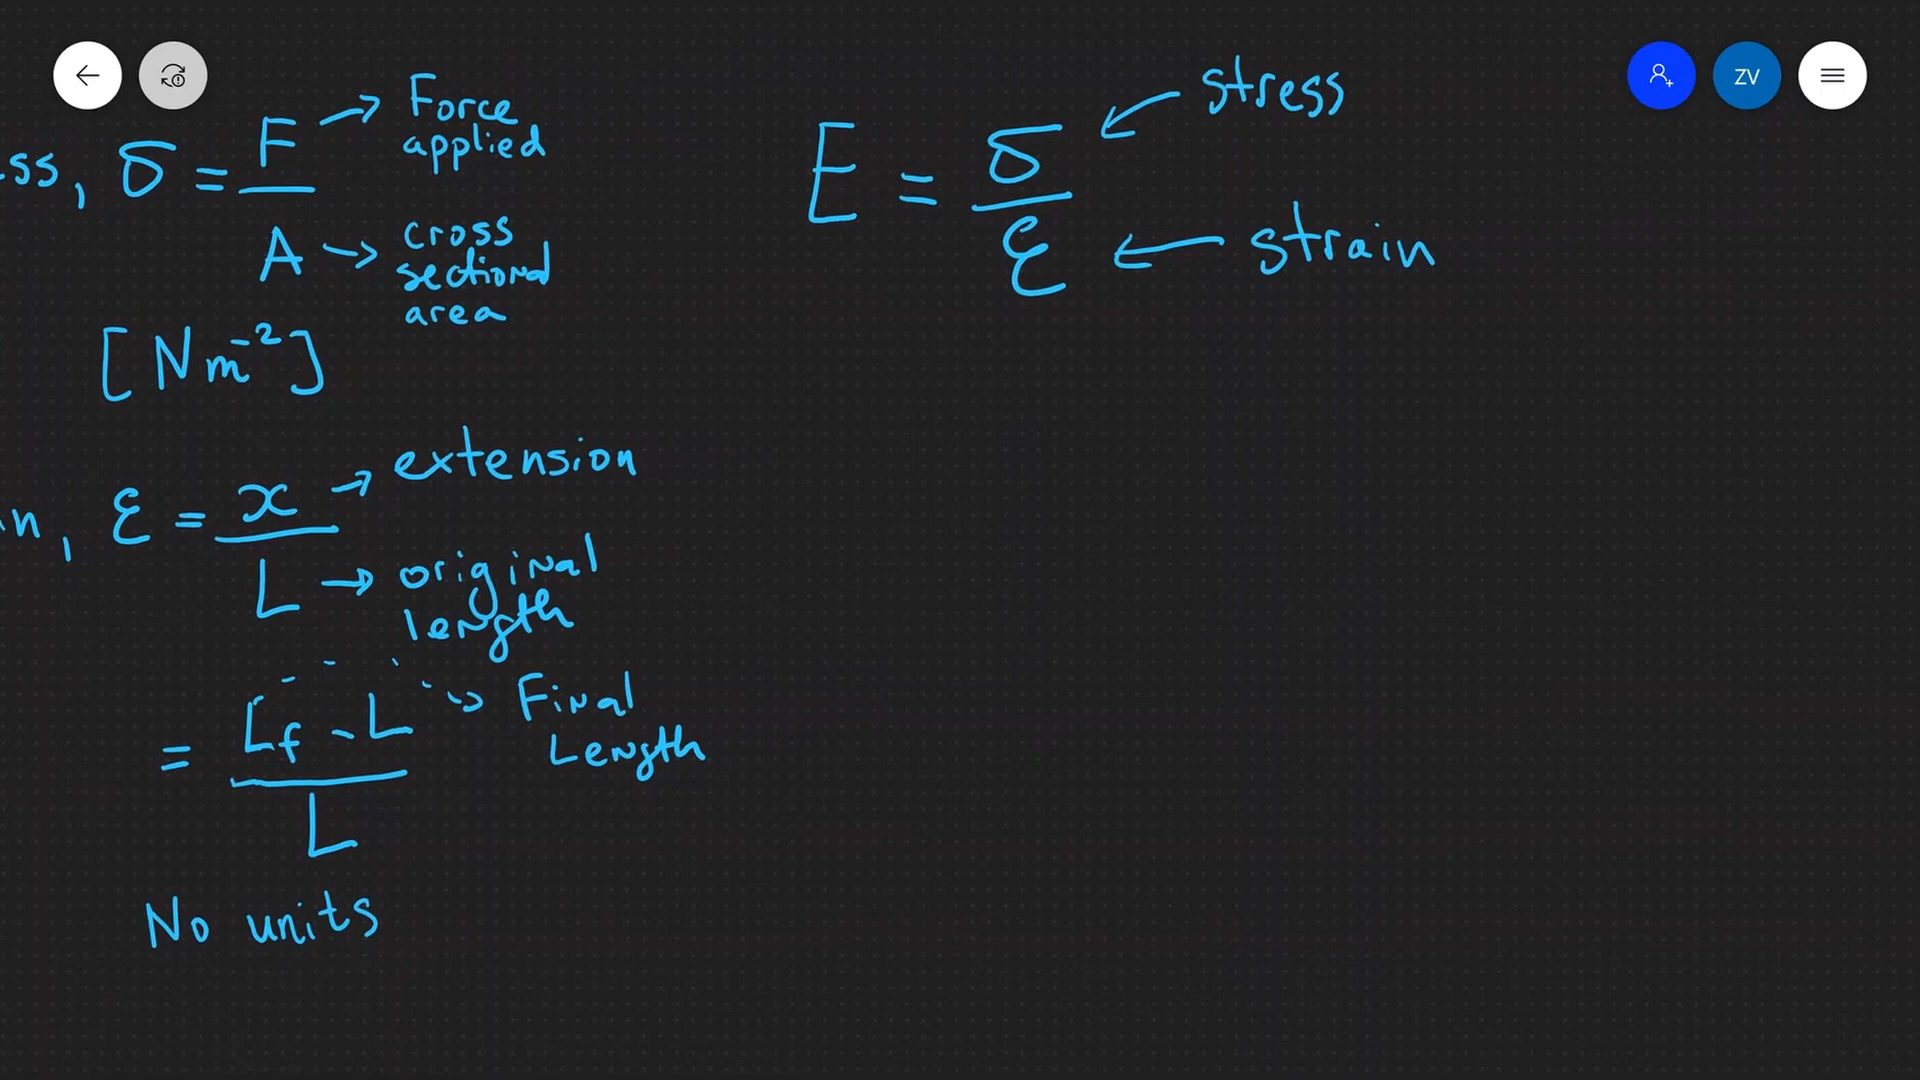 ss, σ = F/A
→ Force
applied
→ cross
sectional
area
[Nm⁻²]
n, ε = x/L
→ extension
→ original
length
= (Lf - L)/L
→ Final
Length
No units
E = σ/ε
← stress
← strain
ZV